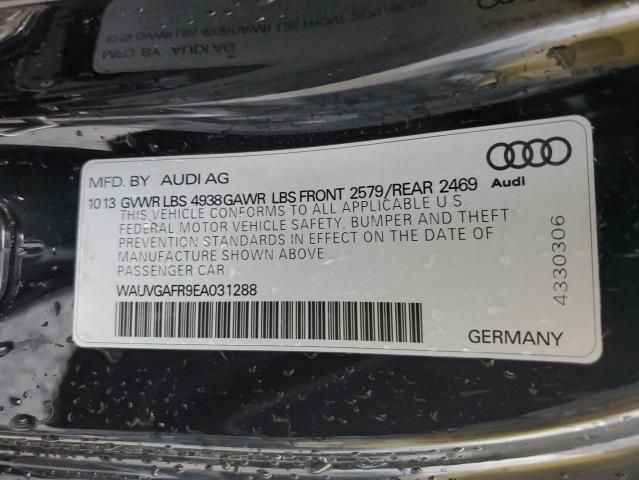 MFD. BY AUDI AG
Audi
10 13 GVWR LBS 4938 GAWR LBS FRONT 2579/REAR 2469
THIS VEHICLE CONFORMS TO ALL APPLICABLE U.S.
FEDERAL MOTOR VEHICLE SAFETY, BUMPER AND THEFT
PREVENTION STANDARDS IN EFFECT ON THE DATE OF
MANUFACTURE SHOWN ABOVE
PASSENGER CAR
WAUVGAFR9EA031288
GERMANY
4330306